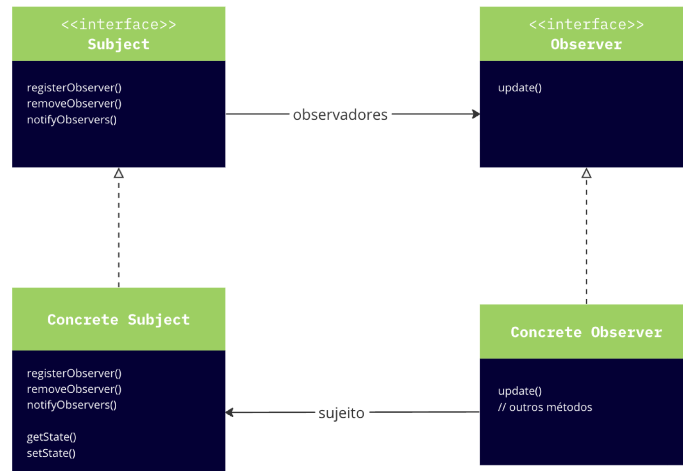 <<interface>>
Subject
registerObserver()
removeObserver()
notifyObservers()
observadores
<<interface>>
Observer
update()
Concrete Subject
registerObserver()
removeObserver()
notifyObservers()
getState()
setState()
sujeito
Concrete Observer
update()
// outros métodos